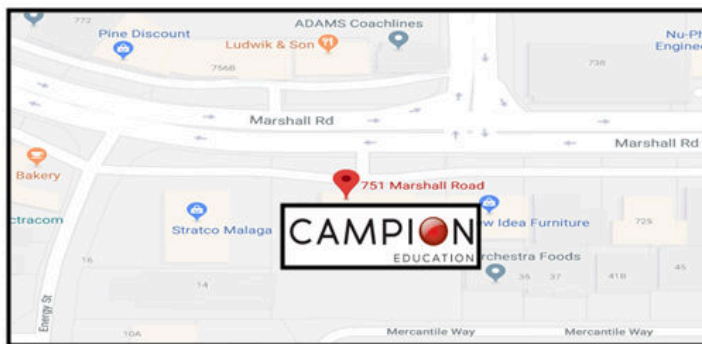 772
ADAMS Coachlines
Pine Discount
Ludwik & Son
Nu-Ph
Engine
756B
738
Marshall Rd
Marshall Rd
Bakery
751 Marshall Road
ctracom
Stratco Malaga
ew Idea Furniture
725
CAMPION
EDUCATION
rchestra Foods
16
14
35
37
41B
45
Energy St
10A
Mercantile Way
Mercantile Way